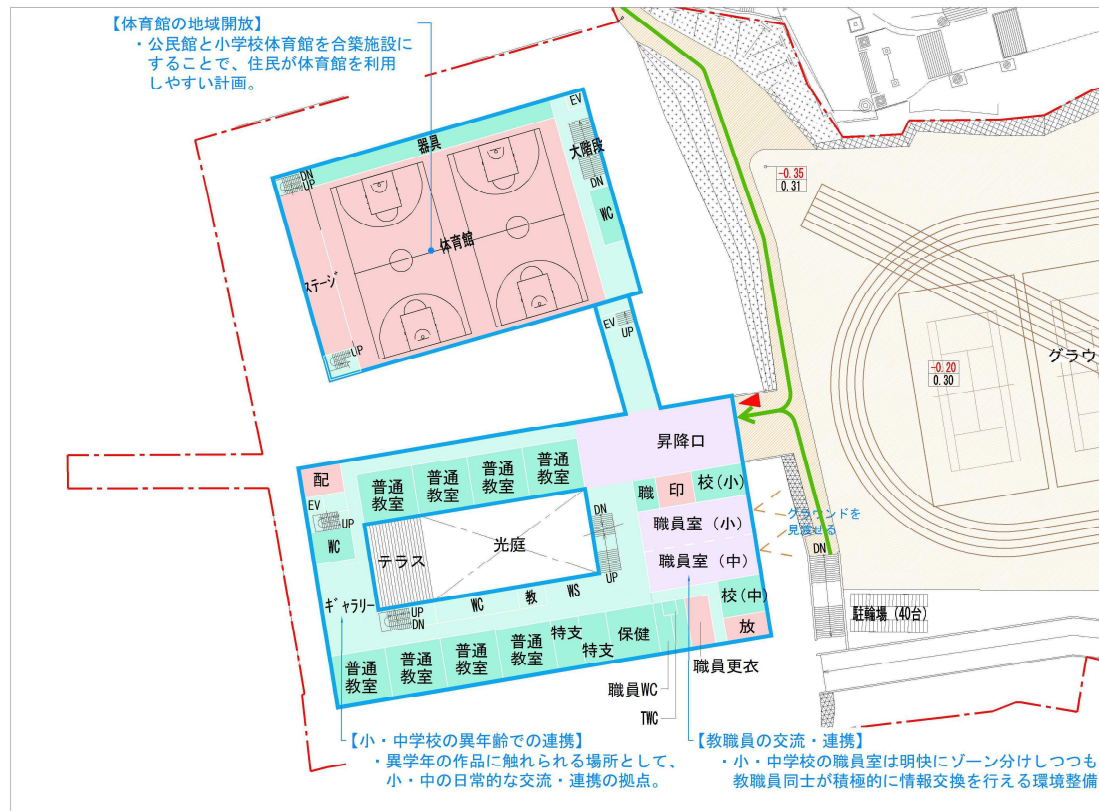 【体育館の地域開放】
・公民館と小学校体育館を合築施設に
することで、住民が体育館を利用
しやすい計画。
EV
器具
大階段
DN
UP
DN
WC
-0.35
0.31
体育館
ステージ
UP
EV
UP
-0.20
0.30
グラウ
昇降口
配
普通
教室
普通
教室
普通
教室
普通
教室
職
印
校(小)
EV
UP
WC
テラス
光庭
DN
UP
職員室(小)
職員室(中)
グラウンドを
見渡せる
DN
ギャラリー
UP
DN
WC
教
WS
校(中)
放
駐輪場(40台)
普通
教室
普通
教室
普通
教室
普通
教室
特支
特支
保健
職員更衣
職員WC
TWC
【小・中学校の異年齢での連携】
・異学年の作品に触れられる場所として、
小・中の日常的な交流・連携の拠点。
【教職員の交流・連携】
・小・中学校の職員室は明快にゾーン分けしつつも
教職員同士が積極的に情報交換を行える環境整備